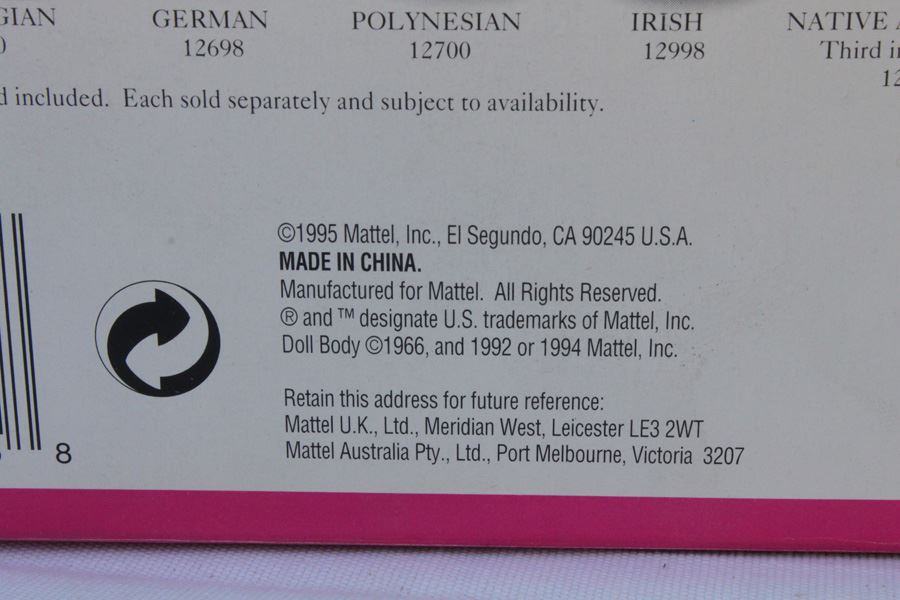 GIAN GERMAN POLYNESIAN IRISH NATIVE
0 12698 12700 12998 Third
12
d included. Each sold separately and subject to availability.
©1995 Mattel, Inc., El Segundo, CA 90245 U.S.A.
MADE IN CHINA.
Manufactured for Mattel. All Rights Reserved.
® and ™ designate U.S. trademarks of Mattel, Inc.
Doll Body ©1966, and 1992 or 1994 Mattel, Inc.
Retain this address for future reference:
Mattel U.K., Ltd., Meridian West, Leicester LE3 2WT
Mattel Australia Pty., Ltd., Port Melbourne, Victoria 3207
8